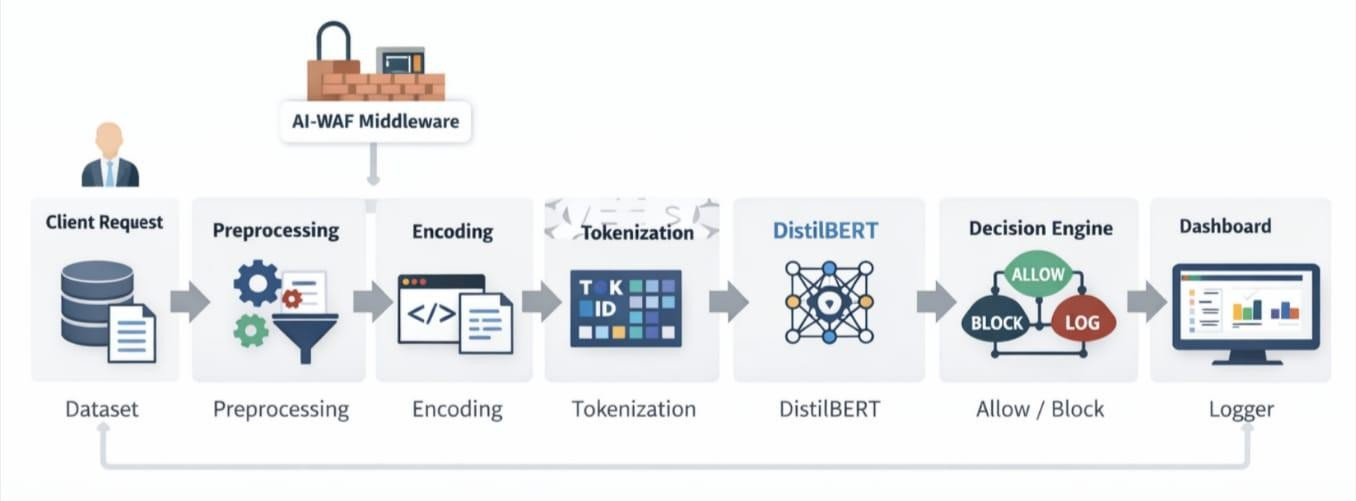 AI-WAF Middleware
Client Request
Preprocessing
Encoding
Tokenization
DistilBERT
Decision Engine
Dashboard
</>
T K
ID
ALLOW
BLOCK
LOG
Dataset
Preprocessing
Encoding
Tokenization
DistilBERT
Allow / Block
Logger